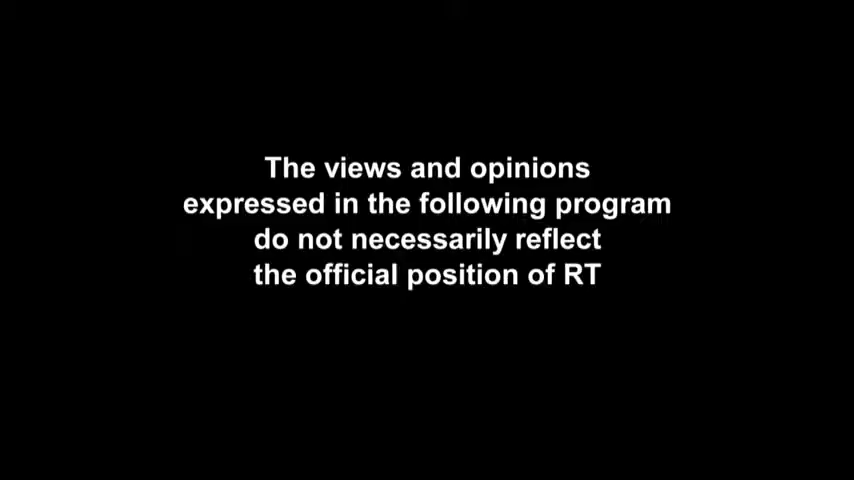 The views and opinions
expressed in the following program
do not necessarily reflect
the official position of RT